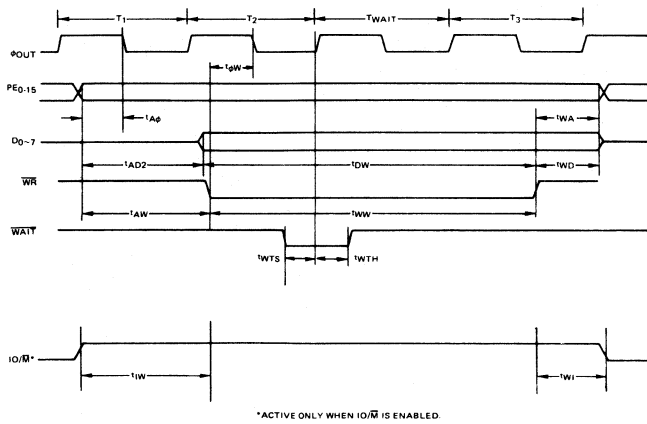 T1 T2 TWAIT T3
φOUT
tφW
PE0-15
tAφ tWA
D0~7
tAD2 tDW tWD
WR
tAW tWW
WAIT
tWTS tWTH
IO/M*
tIW tWI
*ACTIVE ONLY WHEN IO/M IS ENABLED.